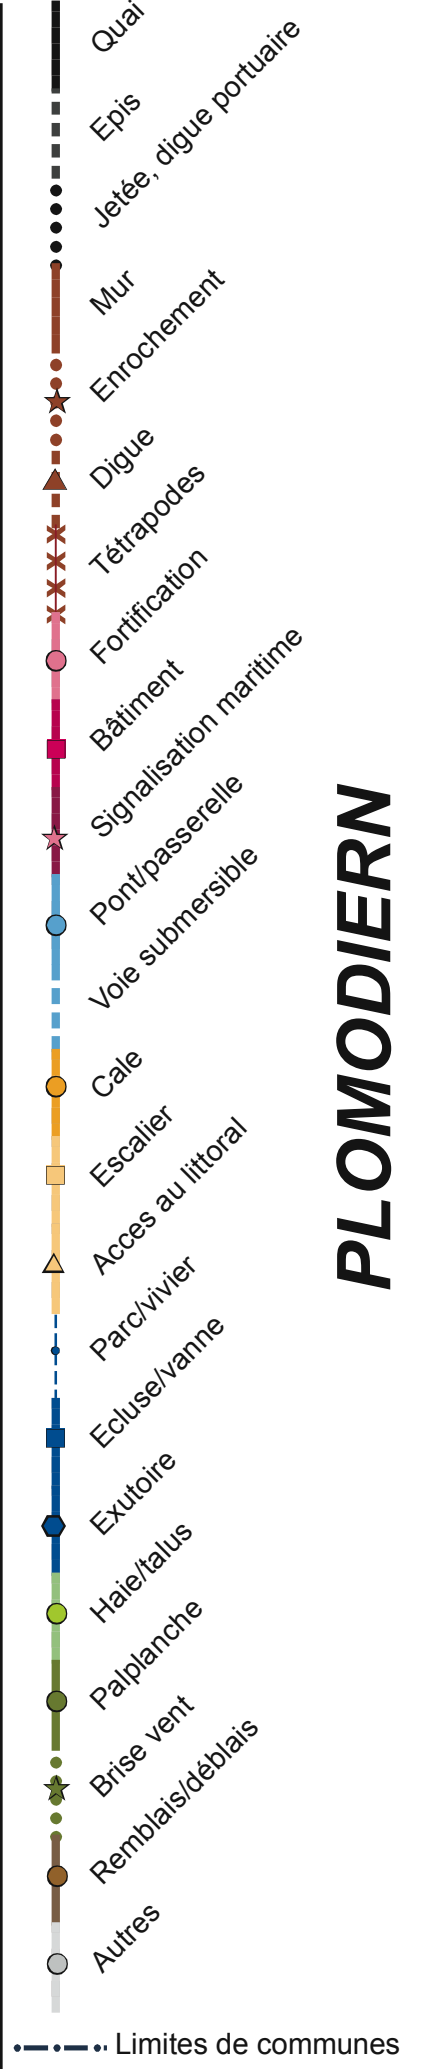 Quai
Epis
Jetée, digue portuaire
Mur
Enrochement
Digue
Tétrapodes
Fortification
Bâtiment
Signalisation maritime
Pont/passerelle
Voie submersible
Cale
Escalier
Acces au littoral
Parc/vivier
Ecluse/vanne
Exutoire
Haie/talus
Palplanche
Brise vent
Remblais/déblais
Autres
Limites de communes
PLOMODIERN